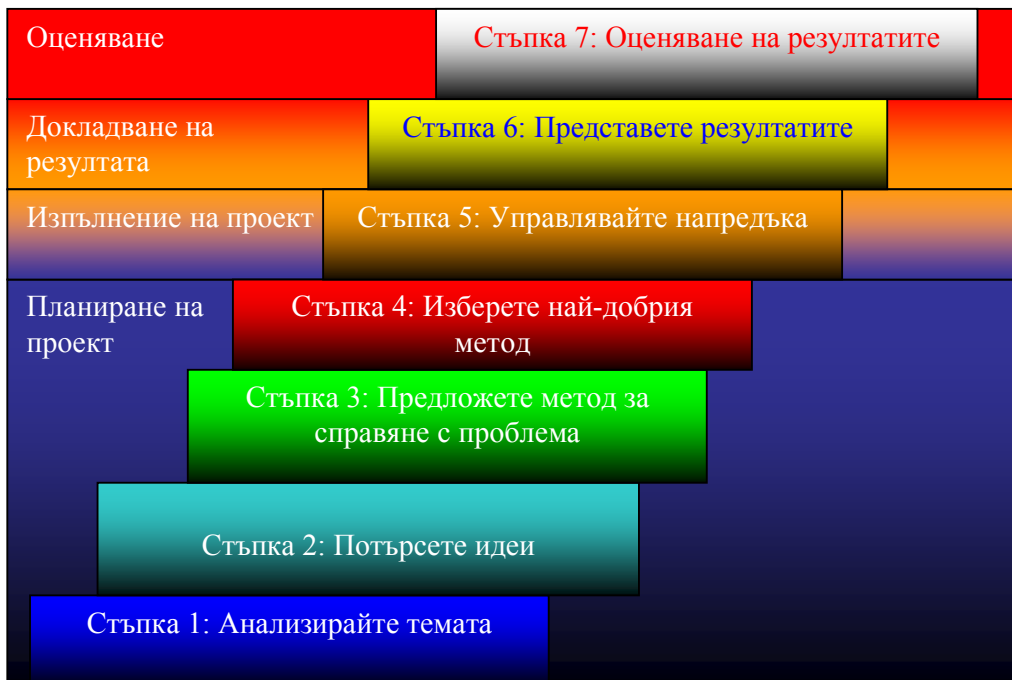 Оценяване
Стъпка 7: Оценяване на резултатите
Докладване на
резултата
Стъпка 6: Представете резултатите
Изпълнение на проект
Стъпка 5: Управлявайте напредъка
Планиране на
проект
Стъпка 4: Изберете най-добрия
метод
Стъпка 3: Предложете метод за
справяне с проблема
Стъпка 2: Потърсете идеи
Стъпка 1: Анализирайте темата